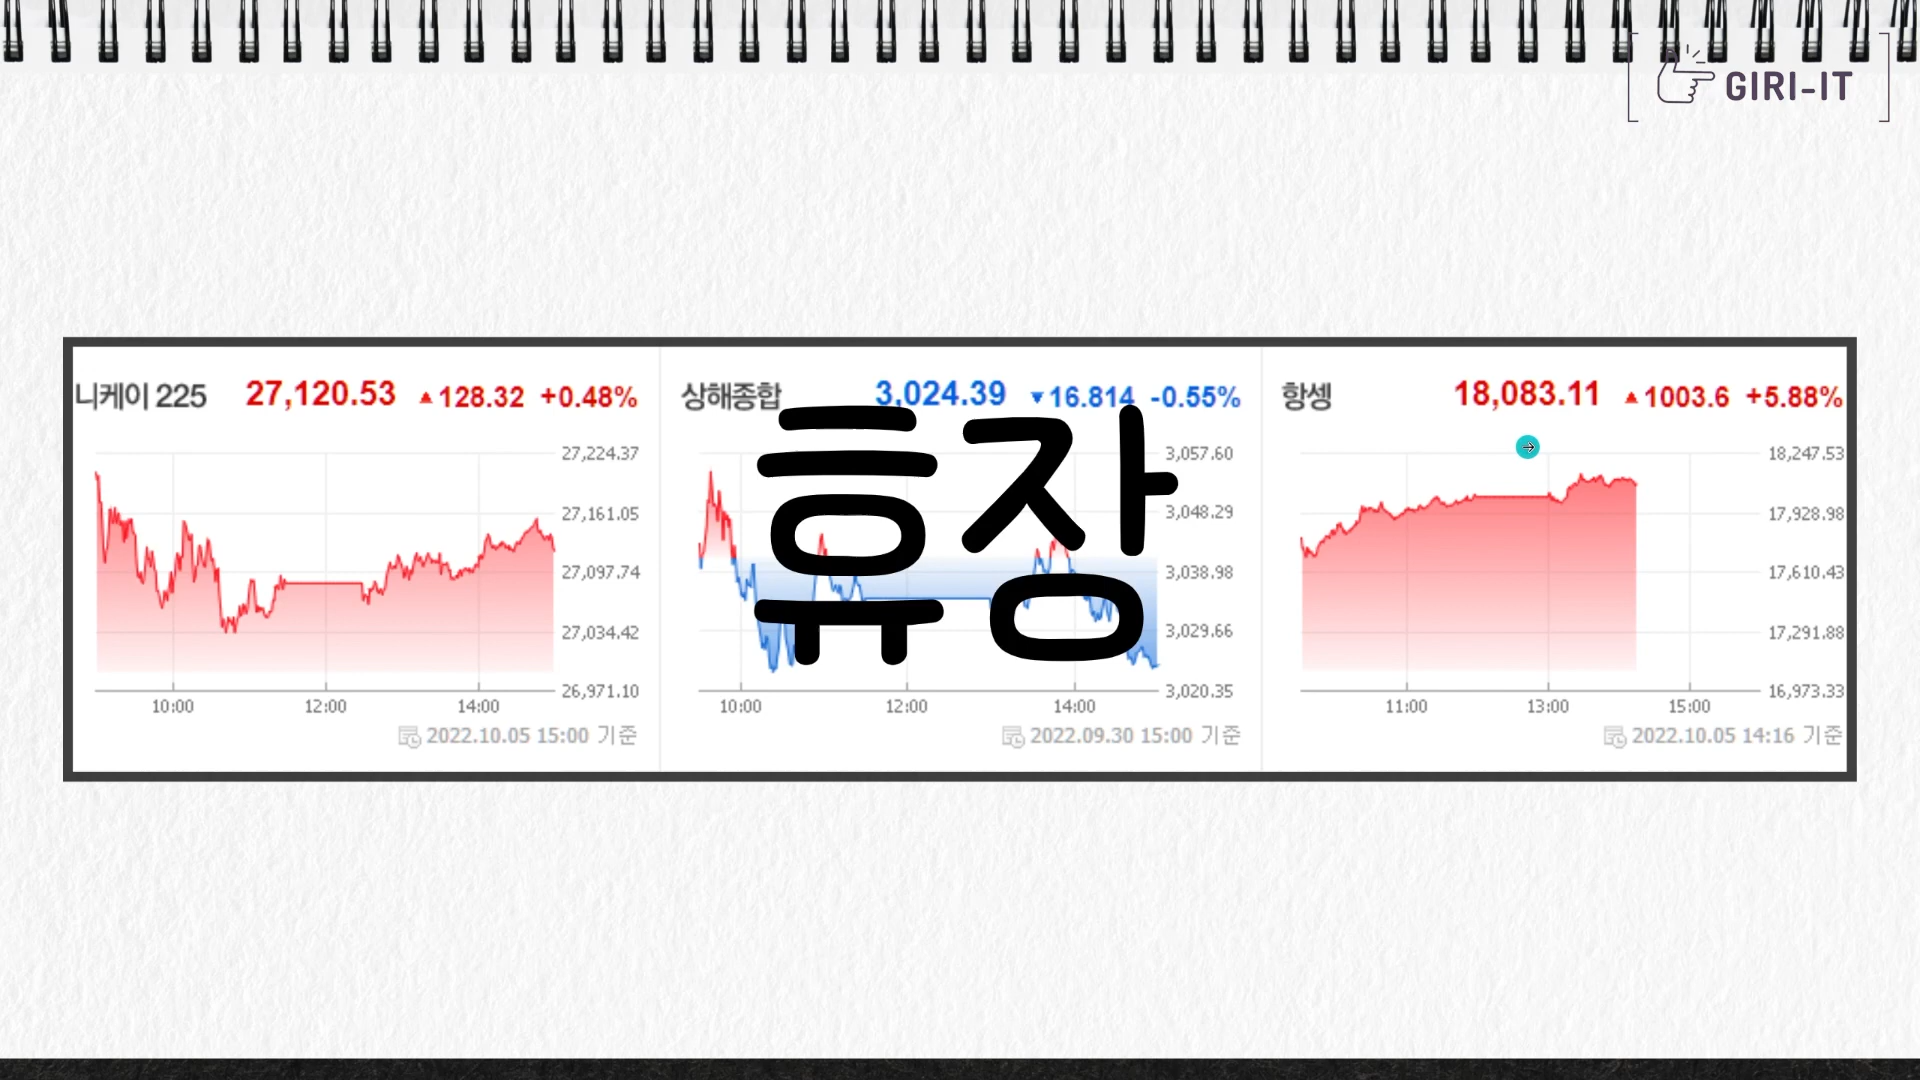 GIRI-IT
니케이 225 27,120.53 ▲128.32 +0.48%
27,224.37
27,161.05
27,097.74
27,034.42
26,971.10
10:00 12:00 14:00
2022.10.05 15:00 기준
상해종합 3,024.39 ▼16.814 -0.55%
휴장
3,057.60
3,048.29
3,038.98
3,029.66
3,020.35
10:00 12:00 14:00
2022.09.30 15:00 기준
항셍 18,083.11 ▲1003.6 +5.88%
18,247.53
17,928.98
17,610.43
17,291.88
16,973.33
11:00 13:00 15:00
2022.10.05 14:16 기준